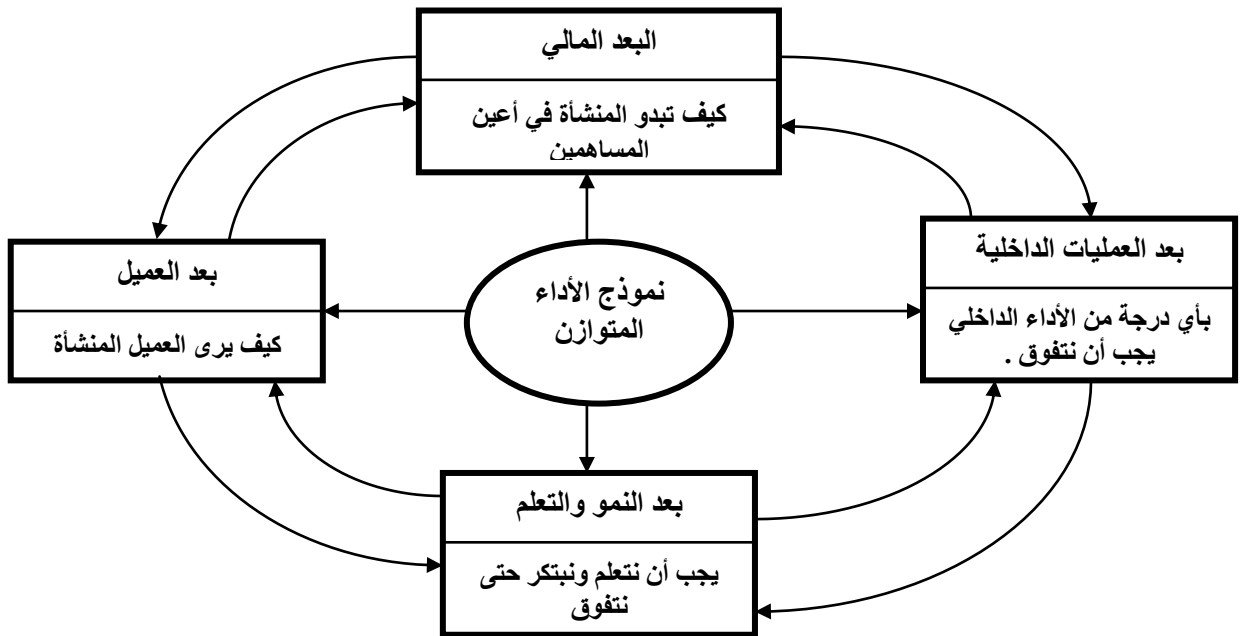 البعد المالي
كيف تبدو المنشأة في أعين
المساهمين
بعد العمليات الداخلية
بأي درجة من الأداء الداخلي
يجب أن نتفوق .
نموذج الأداء
المتوازن
بعد العميل
كيف يرى العميل المنشأة
بعد النمو والتعلم
يجب أن نتعلم ونبتكر حتى
نتفوق